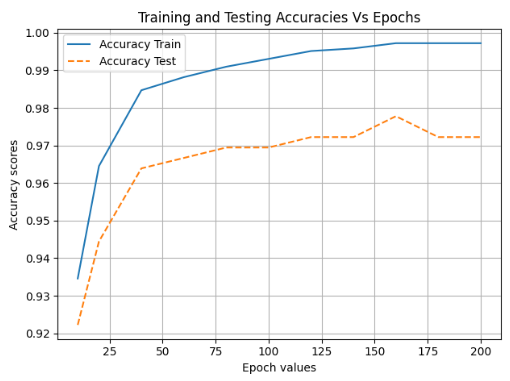 Training and Testing Accuracies Vs Epochs
Accuracy Train
Accuracy Test
Accuracy scores
1.00
0.99
0.98
0.97
0.96
0.95
0.94
0.93
0.92
25 50 75 100 125 150 175 200
Epoch values